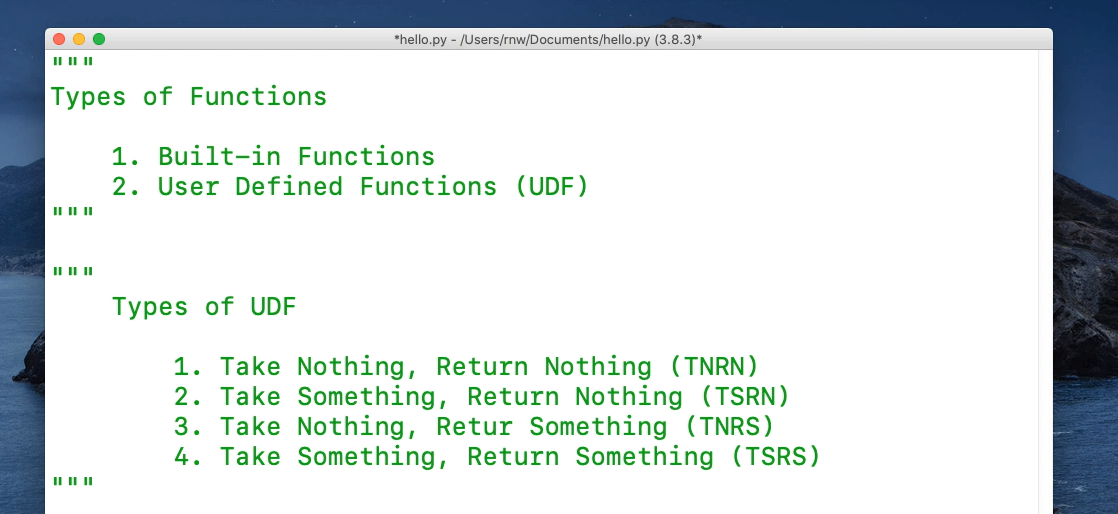 *hello.py - /Users/rnw/Documents/hello.py (3.8.3)*
"""
Types of Functions
1. Built-in Functions
2. User Defined Functions (UDF)
"""
"""
Types of UDF
1. Take Nothing, Return Nothing (TNRN)
2. Take Something, Return Nothing (TSRN)
3. Take Nothing, Retur Something (TNRS)
4. Take Something, Return Something (TSRS)
"""